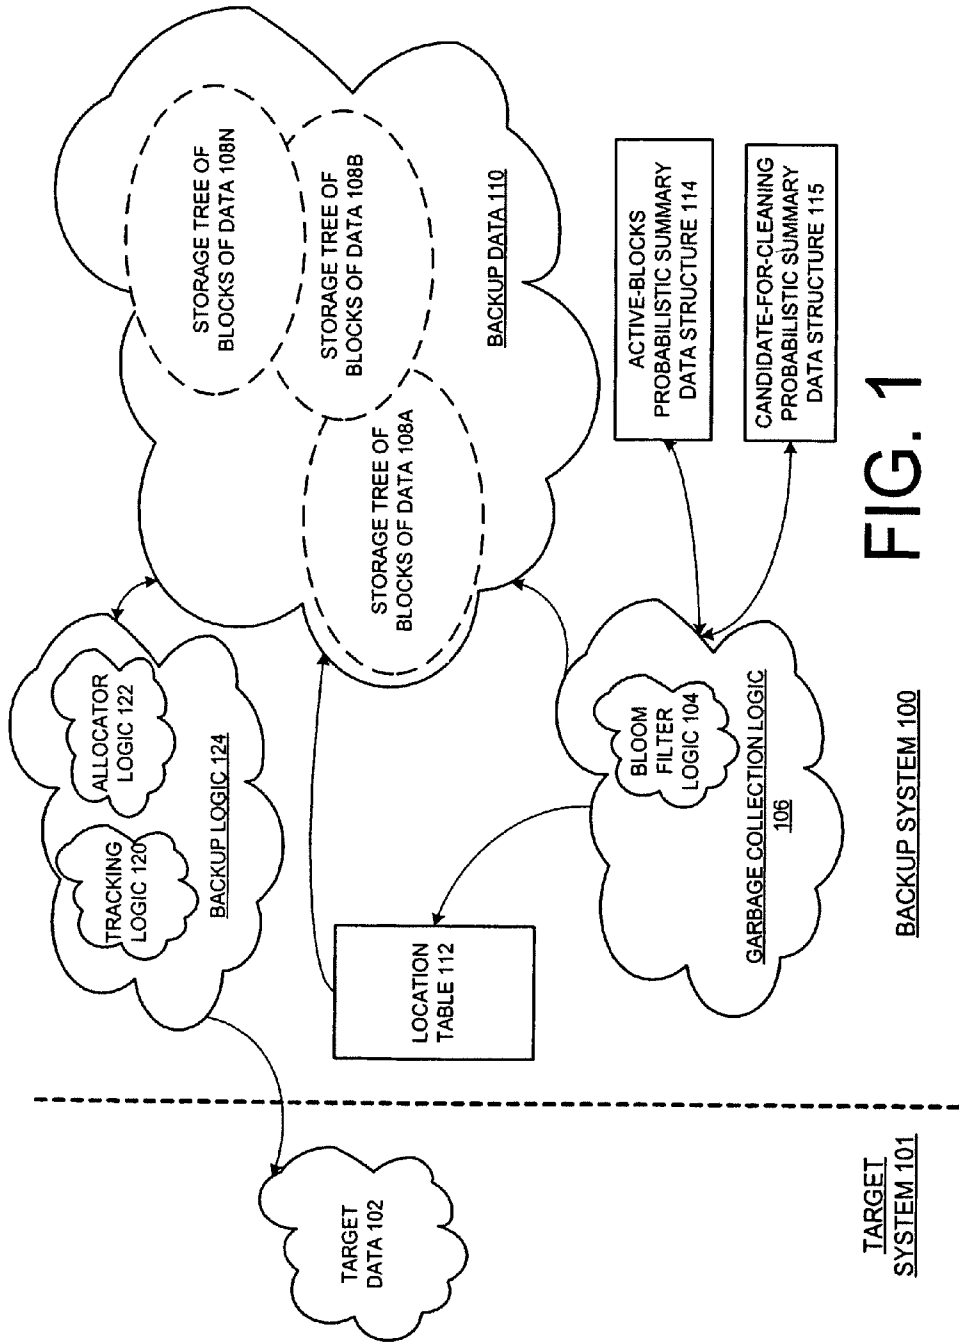 TARGET
DATA 102
TARGET
SYSTEM 101
TRACKING
LOGIC 120
ALLOCATOR
LOGIC 122
BACKUP LOGIC 124
LOCATION
TABLE 112
BLOOM
FILTER
LOGIC 104
GARBAGE COLLECTION LOGIC
106
BACKUP SYSTEM 100
STORAGE TREE OF
BLOCKS OF DATA 108A
STORAGE TREE OF
BLOCKS OF DATA 108B
STORAGE TREE OF
BLOCKS OF DATA 108N
BACKUP DATA 110
ACTIVE-BLOCKS
PROBABILISTIC SUMMARY
DATA STRUCTURE 114
CANDIDATE-FOR-CLEANING
PROBABILISTIC SUMMARY
DATA STRUCTURE 115
FIG. 1